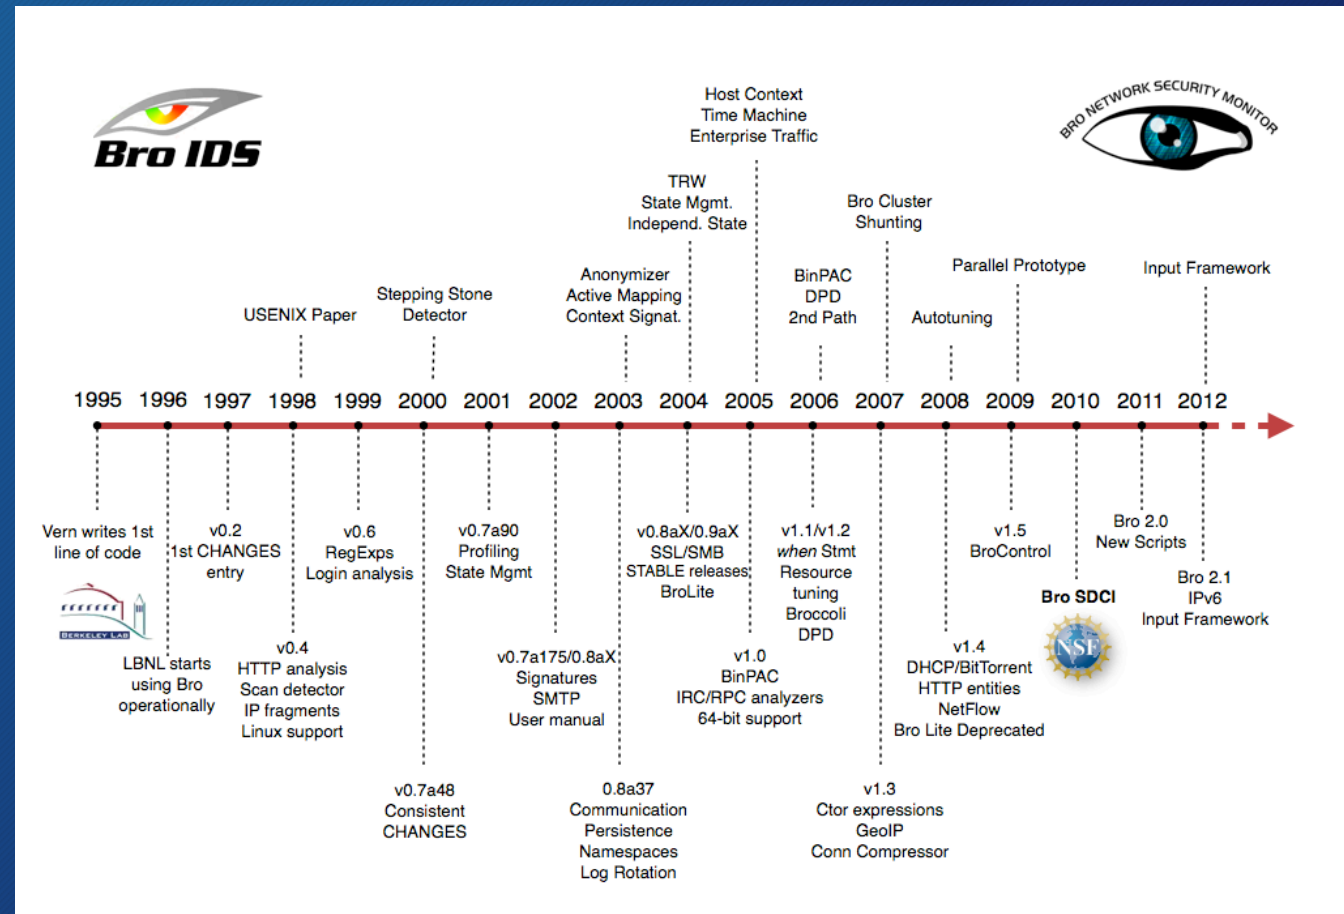 Bro IDS
BRO NETWORK SECURITY MONITOR
USENIX Paper
Stepping Stone
Detector
Anonymizer
Active Mapping
Context Signat.
TRW
State Mgmt.
Independ. State
Host Context
Time Machine
Enterprise Traffic
BinPAC
DPD
2nd Path
Bro Cluster
Shunting
Autotuning
Parallel Prototype
Input Framework
1995 1996 1997 1998 1999 2000 2001 2002 2003 2004 2005 2006 2007 2008 2009 2010 2011 2012
Vern writes 1st
line of code
BERKELEY LAB
LBNL starts
using Bro
operationally
v0.2
1st CHANGES
entry
v0.4
HTTP analysis
Scan detector
IP fragments
Linux support
v0.6
RegExps
Login analysis
v0.7a48
Consistent
CHANGES
v0.7a90
Profiling
State Mgmt
v0.7a175/0.8aX
Signatures
SMTP
User manual
0.8a37
Communication
Persistence
Namespaces
Log Rotation
v0.8aX/0.9aX
SSL/SMB
STABLE releases
BroLite
v1.0
BinPAC
IRC/RPC analyzers
64-bit support
v1.1/v1.2
when Stmt
Resource
tuning
Broccoli
DPD
v1.3
Ctor expressions
GeoIP
Conn Compressor
v1.4
DHCP/BitTorrent
HTTP entities
NetFlow
Bro Lite Deprecated
v1.5
BroControl
Bro SDCI
NSF
Bro 2.0
New Scripts
Bro 2.1
IPv6
Input Framework